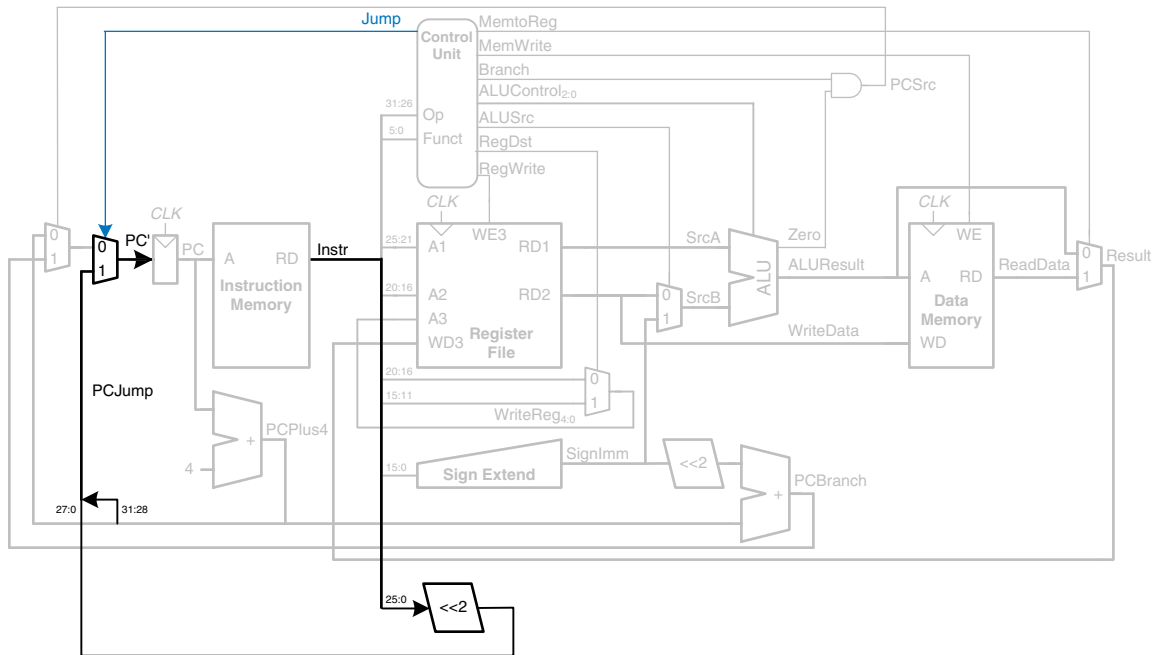 Jump
MemtoReg
Control
Unit
MemWrite
Branch
ALUControl2:0
PCSrc
31:26
Op
ALUSrc
5:0
Funct
RegDst
RegWrite
CLK
CLK
CLK
0
1
0
1
PC'
PC
A
RD
Instruction
Memory
Instr
25:21
A1
WE3
RD1
SrcA
Zero
WE
0
1
Result
20:16
A2
RD2
0
1
SrcB
ALU
ALUResult
A
RD
ReadData
Data
Memory
A3
WD3
Register
File
WriteData
WD
20:16
0
15:11
1
WriteReg4:0
PCJump
PCPlus4
+
4
15:0
Sign Extend
SignImm
<<2
+
PCBranch
27:0
31:28
25:0
<<2